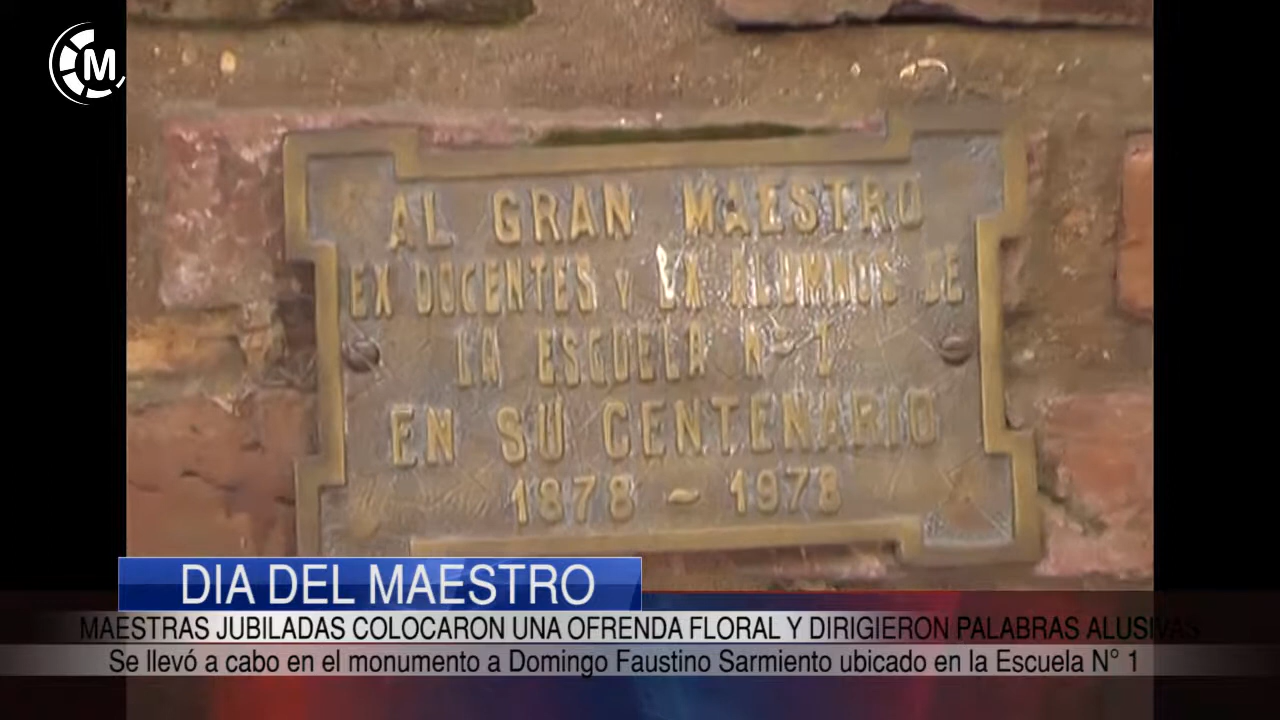 M
AL GRAN MAESTRO
EX DOCENTES Y EX ALUMNOS DE
LA ESCUELA N° 1
EN SU CENTENARIO
1878 ~ 1978
DIA DEL MAESTRO
MAESTRAS JUBILADAS COLOCARON UNA OFRENDA FLORAL Y DIRIGIERON PALABRAS ALUSIVAS
Se llevó a cabo en el monumento a Domingo Faustino Sarmiento ubicado en la Escuela N° 1